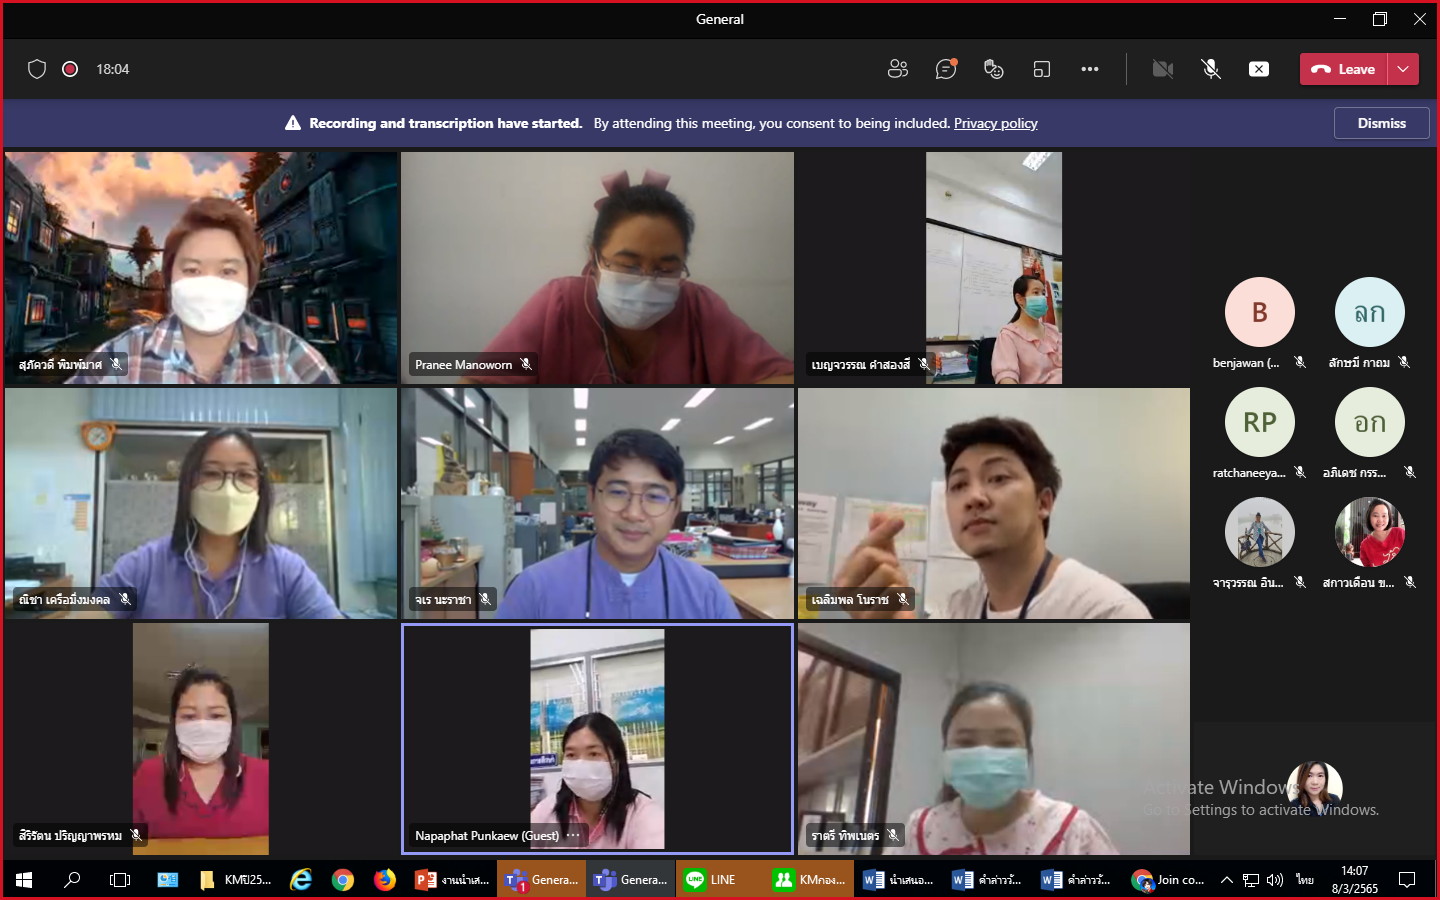 General
18:04
Leave
Recording and transcription have started. By attending this meeting, you consent to being included. Privacy policy
Dismiss
สุภัควดี พิมพ์มาศ
Pranee Manoworn
เบญจวรรณ คำสองสี
B
ลก
benjawan (...
ลักษมี กาถม
RP
อก
ratchaneeya...
อภิเดช กรร...
จารุวรรณ อิน...
สกาวเดือน ข...
ณิชา เครือมิ่งมงคล
จเร นะราชา
เฉลิมพล โนราช
สิริรัตน ปริญญาพรหม
Napaphat Punkaew (Guest)
ราตรี ทิพเนตร
Activate Windows
Go to Settings to activate Windows.
KMปี25...
งานนำเส...
1
Genera...
Genera...
LINE
KMกอง...
นำเสนอ...
คำกล่าวรั...
คำกล่าวรั...
Join co...
ไทย
14:07
8/3/2565